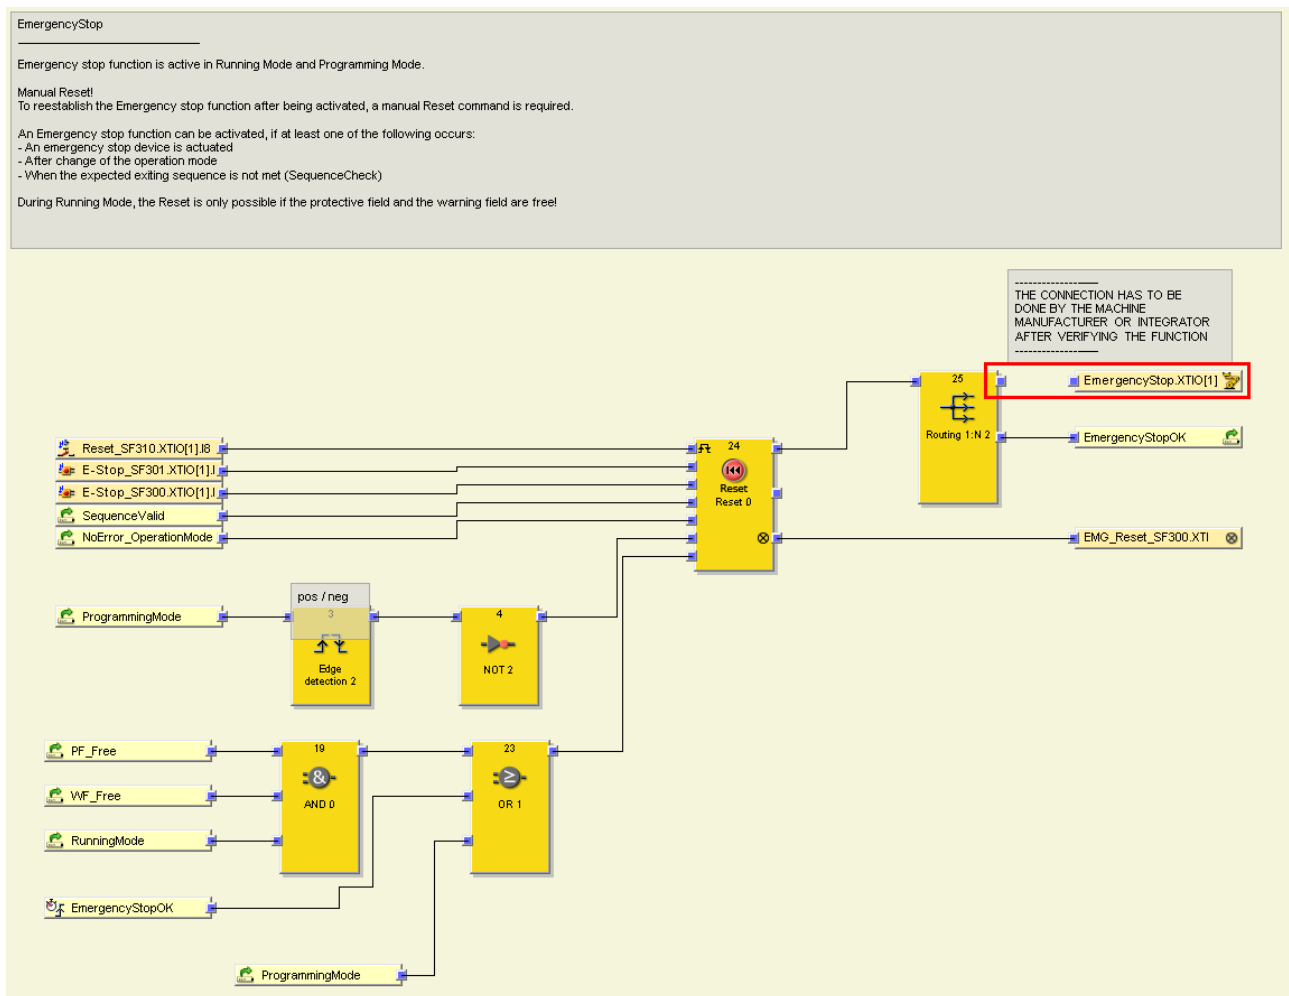 EmergencyStop
Emergency stop function is active in Running Mode and Programming Mode.
Manual Reset!
To reestablish the Emergency stop function after being activated, a manual Reset command is required.
An Emergency stop function can be activated, if at least one of the following occurs:
- An emergency stop device is actuated
- After change of the operation mode
- When the expected exiting sequence is not met (SequenceCheck)
During Running Mode, the Reset is only possible if the protective field and the warning field are free!
THE CONNECTION HAS TO BE
DONE BY THE MACHINE
MANUFACTURER OR INTEGRATOR
AFTER VERIFYING THE FUNCTION
25
Routing 1:N 2
EmergencyStop.XTIO[1]
EmergencyStopOK
Reset_SF310.XTIO[1].I8
E-Stop_SF301.XTIO[1].I
E-Stop_SF300.XTIO[1].I
SequenceValid
NoError_OperationMode
24
Reset
Reset 0
EMG_Reset_SF300.XTI
ProgrammingMode
pos / neg
3
Edge
detection 2
4
NOT 2
PF_Free
WF_Free
RunningMode
19
&
AND 0
23
≥
OR 1
EmergencyStopOK
ProgrammingMode